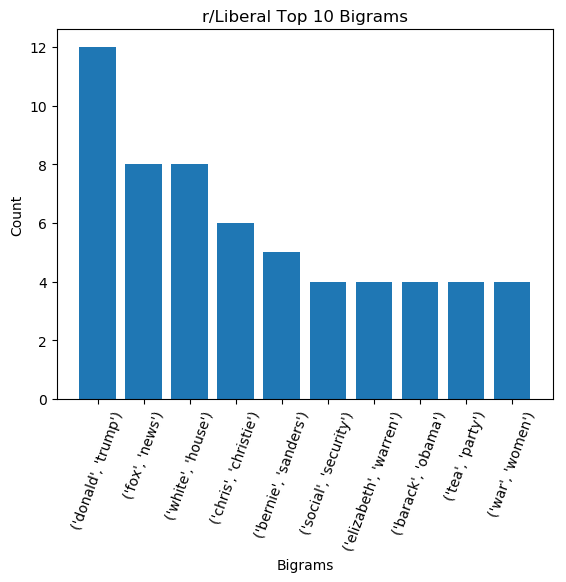 r/Liberal Top 10 Bigrams
Count
12
10
8
6
4
2
0
('donald', 'trump')
('fox', 'news')
('white', 'house')
('chris', 'christie')
('bernie', 'sanders')
('social', 'security')
('elizabeth', 'warren')
('barack', 'obama')
('tea', 'party')
('war', 'women')
Bigrams